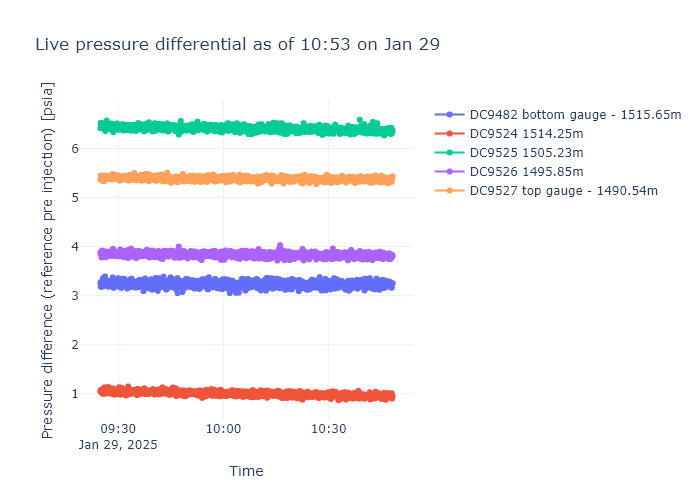 Live pressure differential as of 10:53 on Jan 29
Pressure difference (reference pre injection) [psia]
6
5
4
3
2
1
09:30
10:00
10:30
Jan 29, 2025
Time
DC9482 bottom gauge - 1515.65m
DC9524 1514.25m
DC9525 1505.23m
DC9526 1495.85m
DC9527 top gauge - 1490.54m